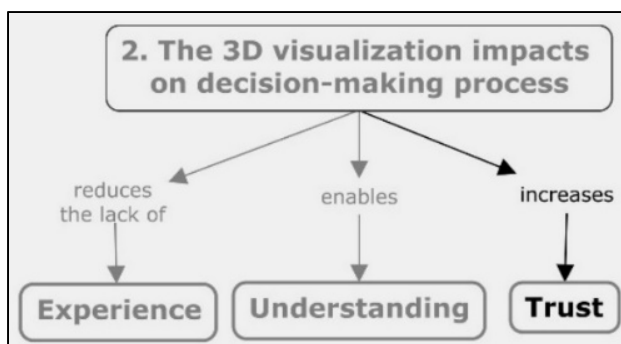 2. The 3D visualization impacts
on decision-making process
reduces
the lack of
enables
increases
Experience
Understanding
Trust